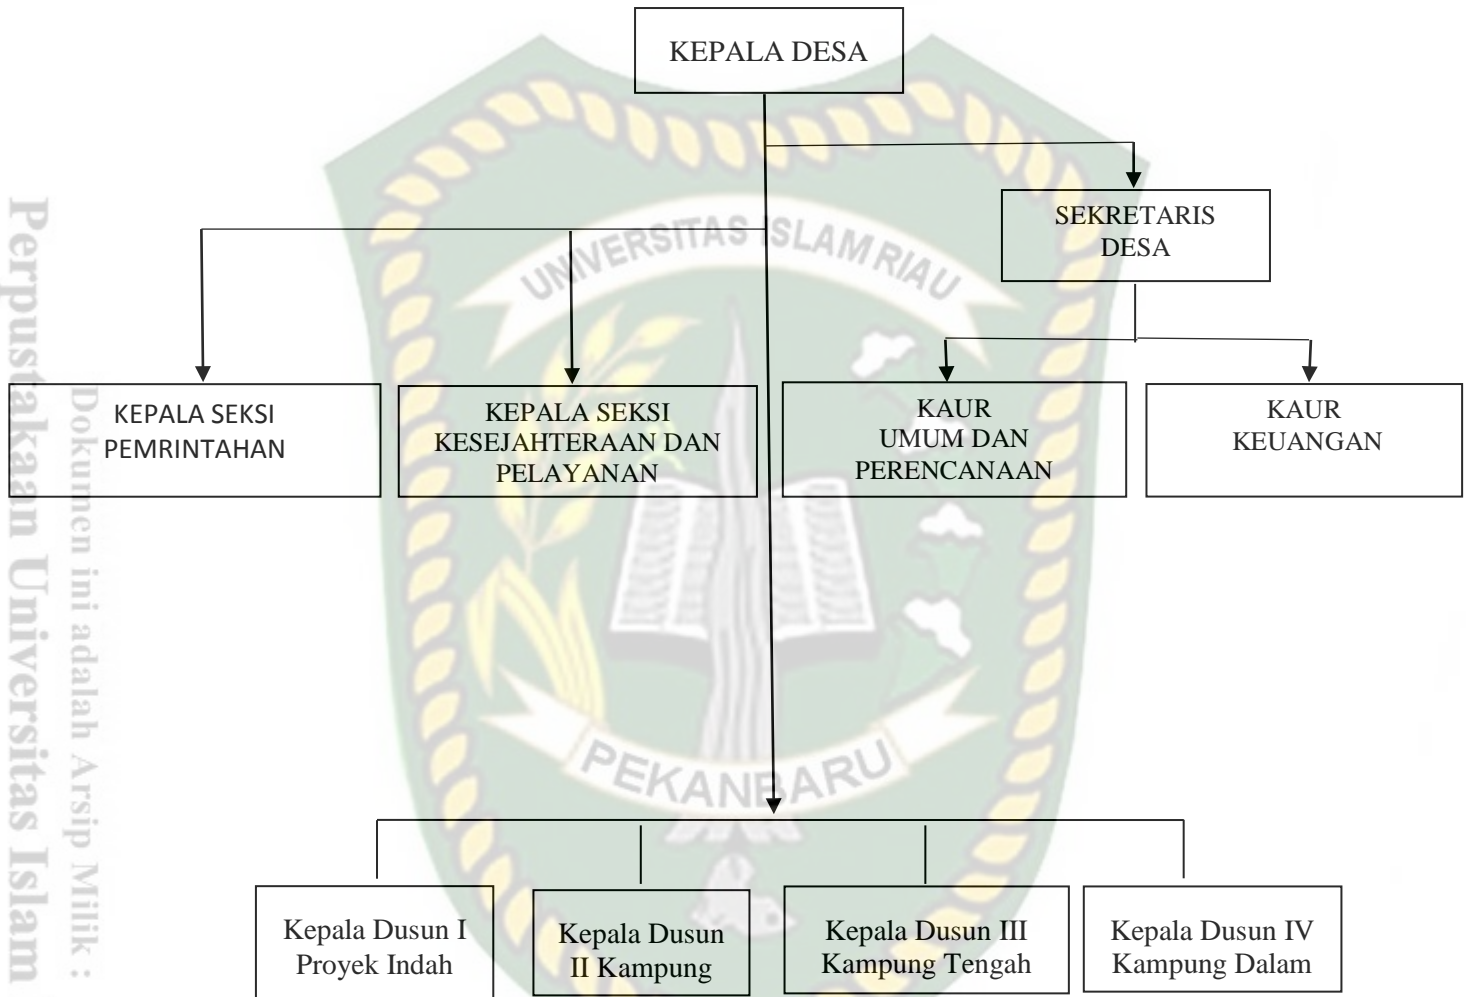 KEPALA DESA
SEKRETARIS
DESA
KEPALA SEKSI
PEMRINTAHAN
KEPALA SEKSI
KESEJAHTERAAN DAN
PELAYANAN
KAUR
UMUM DAN
PERENCANAAN
KAUR
KEUANGAN
Kepala Dusun I
Proyek Indah
Kepala Dusun
II Kampung
Kepala Dusun III
Kampung Tengah
Kepala Dusun IV
Kampung Dalam
UNIVERSITAS ISLAM RIAU
PEKANBARU
Perpustakaan Universitas Islam
Dokumen ini adalah Arsip Milik :